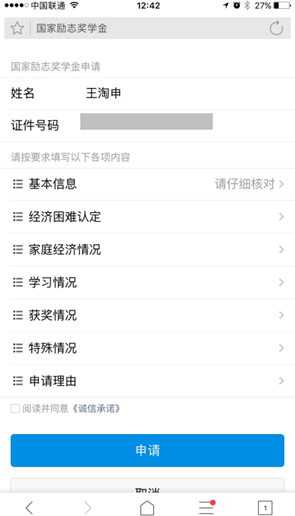 中国联通 12:42 27%
国家励志奖学金
国家励志奖学金申请
姓名 王淘申
证件号码
请按要求填写以下各项内容
基本信息 请仔细核对
经济困难认定
家庭经济情况
学习情况
获奖情况
特殊情况
申请理由
阅读并同意《诚信承诺》
申请
取消
1